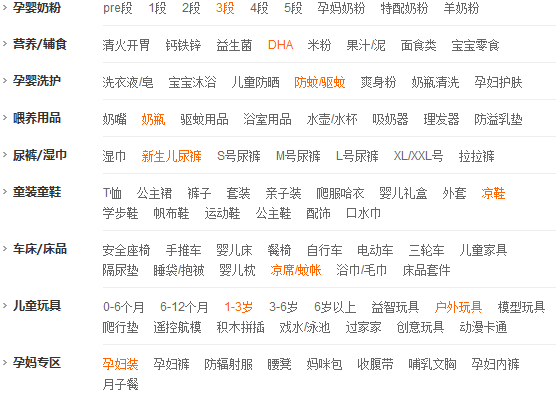 孕婴奶粉 pre段 1段 2段 3段 4段 5段 孕妈奶粉 特配奶粉 羊奶粉
营养/辅食 清火开胃 钙铁锌 益生菌 DHA 米粉 果汁/泥 面食类 宝宝零食
孕婴洗护 洗衣液/皂 宝宝沐浴 儿童防晒 防蚊/驱蚊 爽身粉 奶瓶清洗 孕妇护肤
喂养用品 奶嘴 奶瓶 驱蚊用品 浴室用品 水壶/水杯 吸奶器 理发器 防溢乳垫
尿裤/湿巾 湿巾 新生儿尿裤 S号尿裤 M号尿裤 L号尿裤 XL/XXL号 拉拉裤
童装童鞋 T恤 公主裙 裤子 套装 亲子装 爬服哈衣 婴儿礼盒 外套 凉鞋
学步鞋 帆布鞋 运动鞋 公主鞋 配饰 口水巾
车床/床品 安全座椅 手推车 婴儿床 餐椅 自行车 电动车 三轮车 儿童家具
隔尿垫 睡袋/抱被 婴儿枕 凉席/蚊帐 浴巾/毛巾 床品套件
儿童玩具 0-6个月 6-12个月 1-3岁 3-6岁 6岁以上 益智玩具 户外玩具 模型玩具
爬行垫 遥控航模 积木拼插 戏水/泳池 过家家 创意玩具 动漫卡通
孕妈专区 孕妇装 孕妇裤 防辐射服 腰凳 妈咪包 收腹带 哺乳文胸 孕妇内裤
月子餐